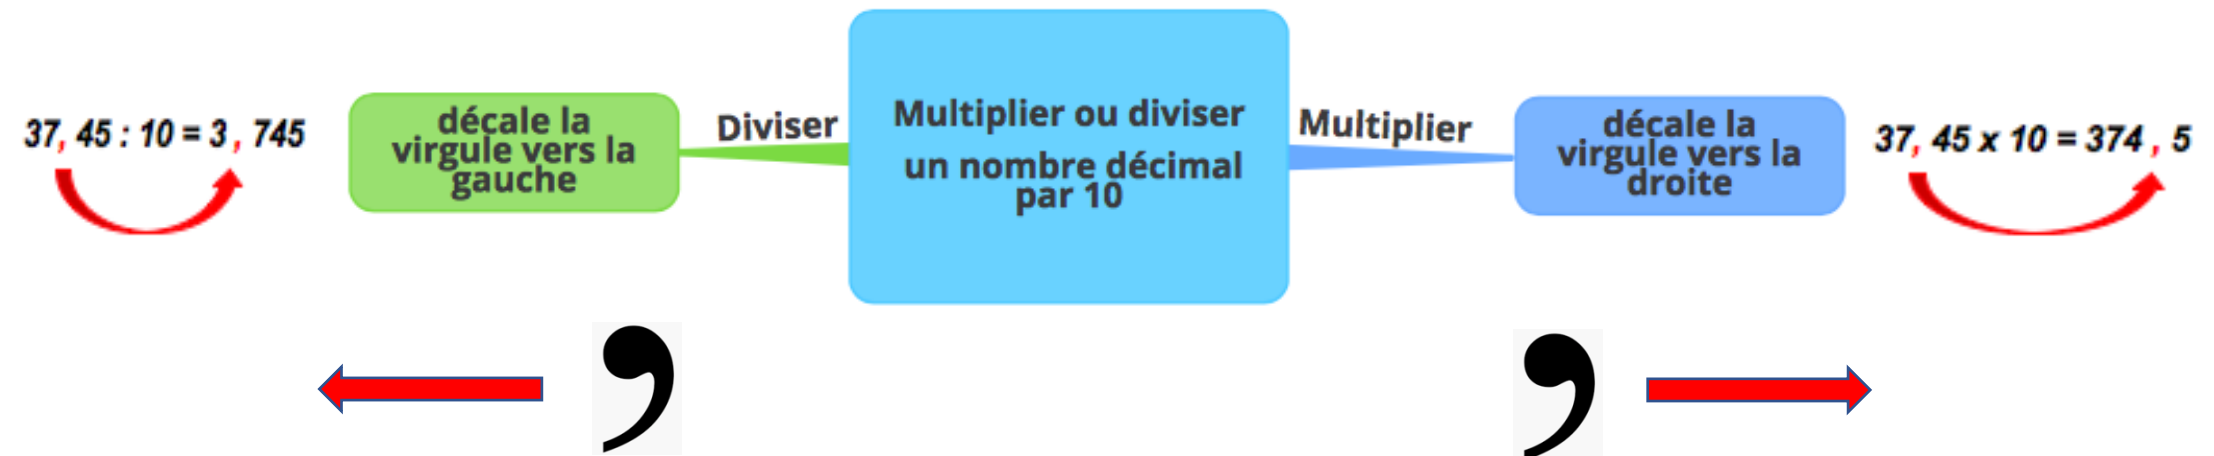 37, 45 : 10 = 3 , 745
décale la
virgule vers la
gauche
Diviser
Multiplier ou diviser
un nombre décimal
par 10
Multiplier
décale la
virgule vers la
droite
37, 45 x 10 = 374 , 5
,
,